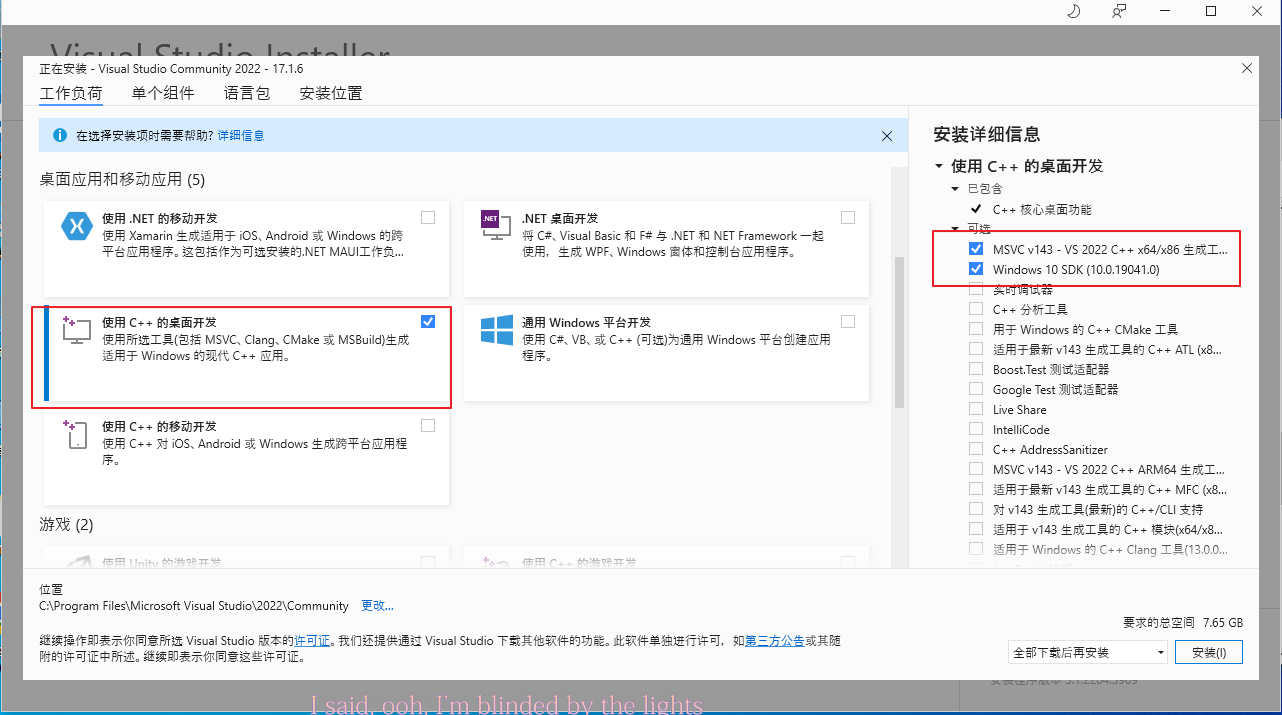 Visual Studio Installer
正在安装 - Visual Studio Community 2022 - 17.1.6
工作负荷 单个组件 语言包 安装位置
在选择安装项时需要帮助? 详细信息
桌面应用和移动应用 (5)
使用 .NET 的移动开发
使用 Xamarin 生成适用于 iOS、Android 或 Windows 的跨
平台应用程序。这包括作为可选安装的.NET MAUI工作负...
.NET
.NET 桌面开发
将 C#、Visual Basic 和 F# 与 .NET 和 .NET Framework 一起
使用，生成 WPF、Windows 窗体和控制台应用程序。
使用 C++ 的桌面开发
使用所选工具(包括 MSVC、Clang、CMake 或 MSBuild)生成
适用于 Windows 的现代 C++ 应用。
通用 Windows 平台开发
使用 C#、VB、或 C++ (可选)为通用 Windows 平台创建应用
程序。
使用 C++ 的移动开发
使用 C++ 对 iOS、Android 或 Windows 生成跨平台应用程
序。
游戏 (2)
使用 Unity 的游戏开发
使用 C++ 的游戏开发
安装详细信息
使用 C++ 的桌面开发
已包含
C++ 核心桌面功能
可选
MSVC v143 - VS 2022 C++ x64/x86 生成工...
Windows 10 SDK (10.0.19041.0)
实时调试器
C++ 分析工具
用于 Windows 的 C++ CMake 工具
适用于最新 v143 生成工具的 C++ ATL (x8...
Boost.Test 测试适配器
Google Test 测试适配器
Live Share
IntelliCode
C++ AddressSanitizer
MSVC v143 - VS 2022 C++ ARM64 生成工...
适用于最新 v143 生成工具的 C++ MFC (x8...
对 v143 生成工具(最新)的 C++/CLI 支持
适用于 v143 生成工具的 C++ 模块(x64/x8...
适用于 Windows 的 C++ Clang 工具(13.0.0...
位置
C:\Program Files\Microsoft Visual Studio\2022\Community 更改...
继续操作即表示你同意所选 Visual Studio 版本的许可证。我们还提供通过 Visual Studio 下载其他软件的功能。此软件单独进行许可，如第三方公告或其随
附的许可证中所述。继续即表示你同意这些许可证。
要求的总空间 7.65 GB
全部下载后再安装
安装(I)
I said, ooh, I'm blinded by the lights